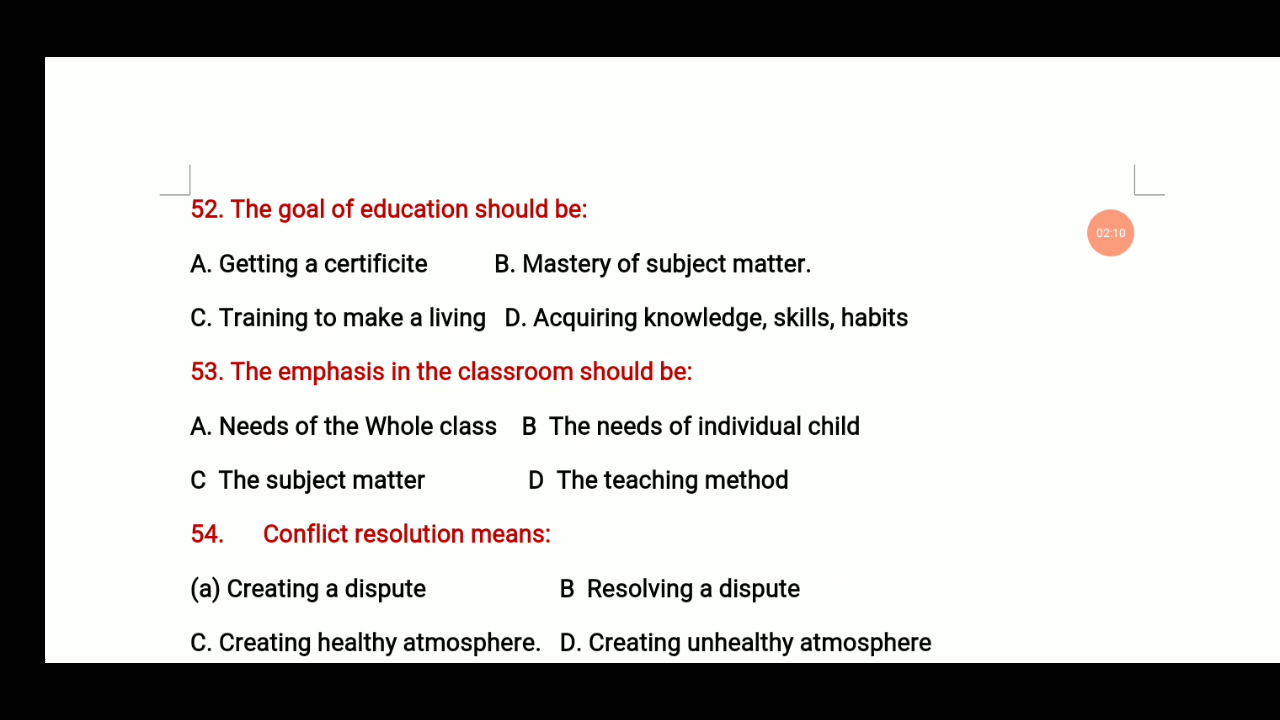 52. The goal of education should be:
02:10
A. Getting a certificite B. Mastery of subject matter.
C. Training to make a living D. Acquiring knowledge, skills, habits
53. The emphasis in the classroom should be:
A. Needs of the Whole class B The needs of individual child
C The subject matter D The teaching method
54. Conflict resolution means:
(a) Creating a dispute B Resolving a dispute
C. Creating healthy atmosphere. D. Creating unhealthy atmosphere